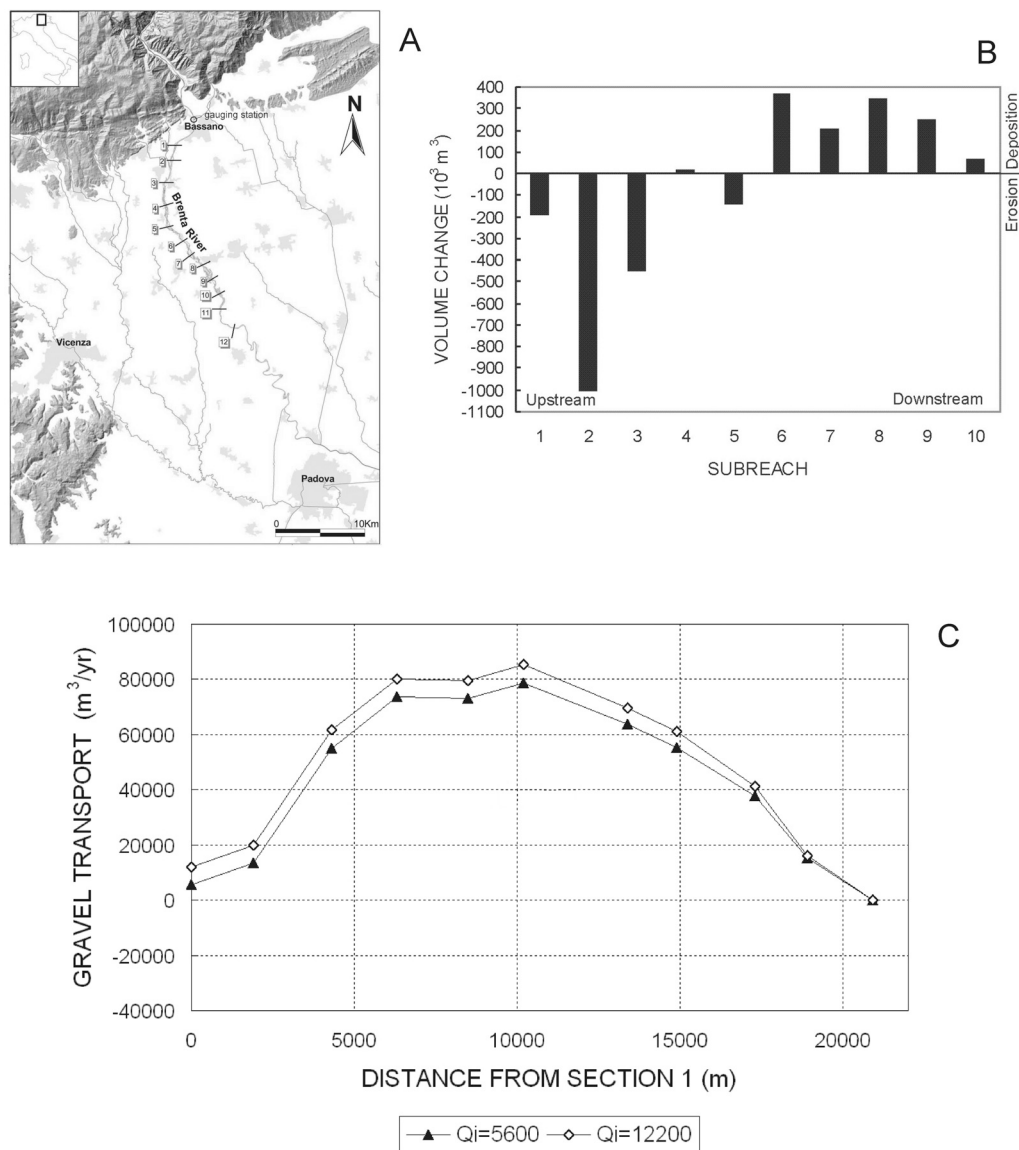 A
N
gauging station
Bassano
1
2
3
4
5
6
7
8
9
10
11
12
Brenta River
Vicenza
Padova
0 10Km
B
400
300
200
100
0
-100
-200
-300
-400
-500
-600
-700
-800
-900
-1000
-1100
VOLUME CHANGE (10³ m³)
Deposition
Erosion
Upstream Downstream
1 2 3 4 5 6 7 8 9 10
SUBREACH
C
100000
80000
60000
40000
20000
0
-20000
-40000
GRAVEL TRANSPORT (m³/yr)
0 5000 10000 15000 20000
DISTANCE FROM SECTION 1 (m)
Qi=5600 Qi=12200